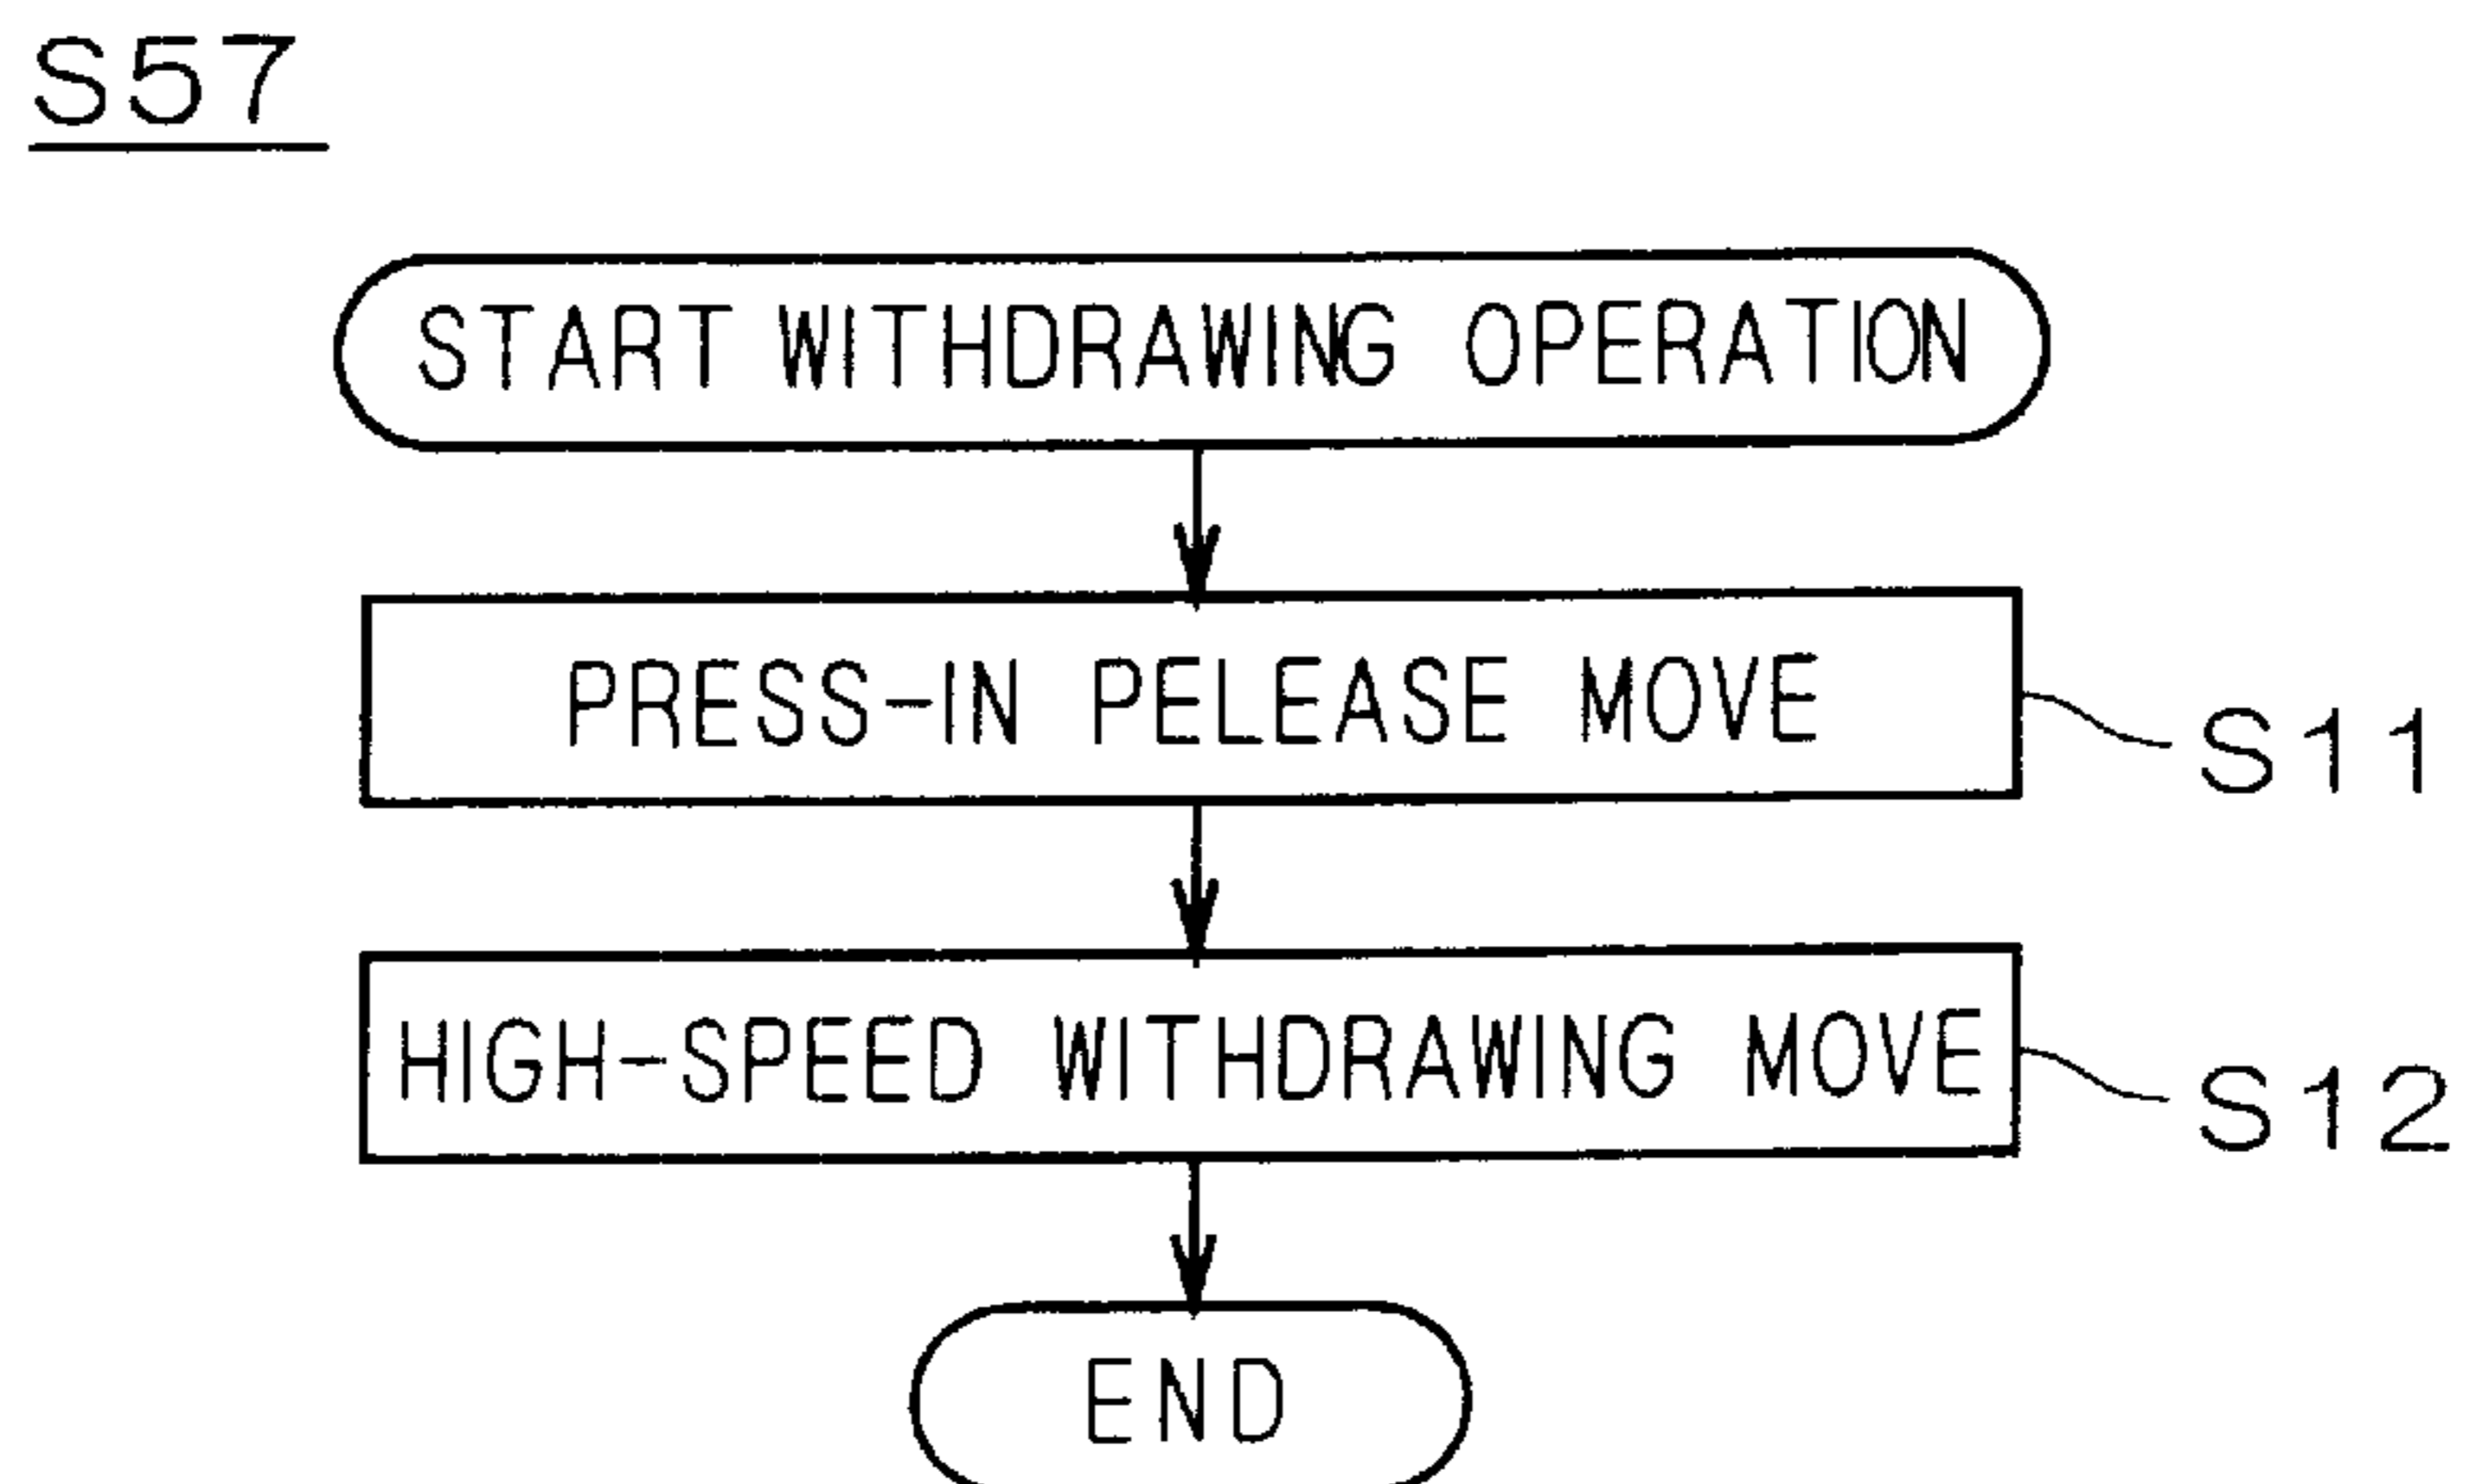 S57
START WITHDRAWING OPERATION
PRESS-IN PELEASE MOVE
S11
HIGH-SPEED WITHDRAWING MOVE
S12
END